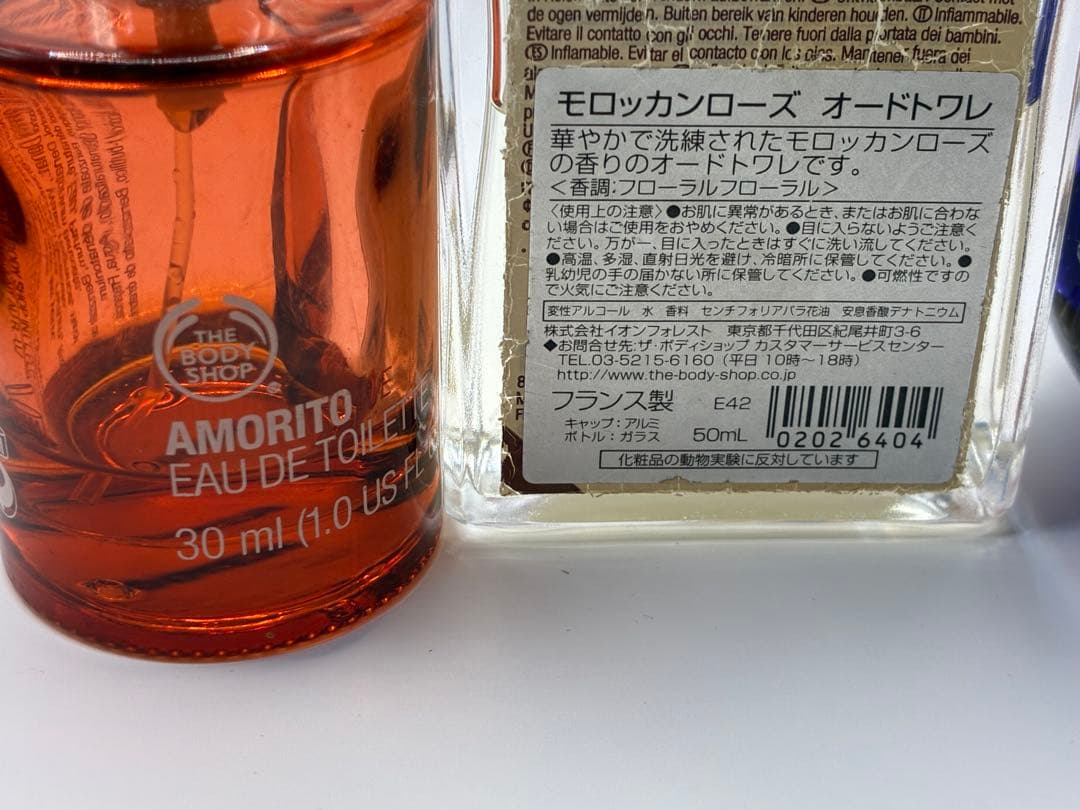 THE
BODY
SHOP
AMORITO
EAU DE TOILETTE
30 ml (1.0 US FL
de ogen vermijden. Buiten bereik van kinderen houden. IT Infiammabile.
Evitare il contatto con gli occhi. Tenere fuori dalla portata dei bambini.
ES Inflamable. Evitar el contacto con los ojos. Mantener fuera del
モロッカンローズ オードトワレ
華やかで洗練されたモロッカンローズ
の香りのオードトワレです。
<香調:フローラルフローラル>
〈使用上の注意〉●お肌に異常があるとき、またはお肌に合わな
い場合はご使用をおやめください。●目に入らないようご注意く
ださい。万が一、目に入ったときはすぐに洗い流してください。
●高温、多湿、直射日光を避け、冷暗所に保管してください。●
乳幼児の手の届かない所に保管してください。●可燃性ですの
で火気にご注意ください。
変性アルコール 水 香料 センチフォリアバラ花油 安息香酸デナトニウム
株式会社イオンフォレスト 東京都千代田区紀尾井町3-6
◆お問合せ先:ザ・ボディショップ カスタマーサービスセンター
TEL.03-5215-6160(平日 10時〜18時)
http://www.the-body-shop.co.jp
フランス製 E42
キャップ:アルミ
ボトル:ガラス 50mL
0202 6404
化粧品の動物実験に反対しています